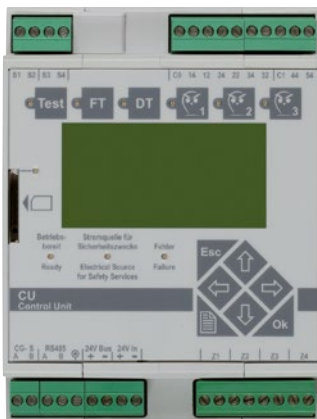 S1 S2 S3 S4 C0 14 12 24 22 34 32 C1 44 54
Test FT DT 1 2 3
Betriebs-
bereit
Stromquelle für
Sicherheitszwecke
Fehler
Ready
Electrical Source
for Safety Services
Failure
Esc
Ok
CU
Control Unit
CG- S RS485 24V Bus 24V In
A B A B + - + - Z1 Z2 Z3 Z4